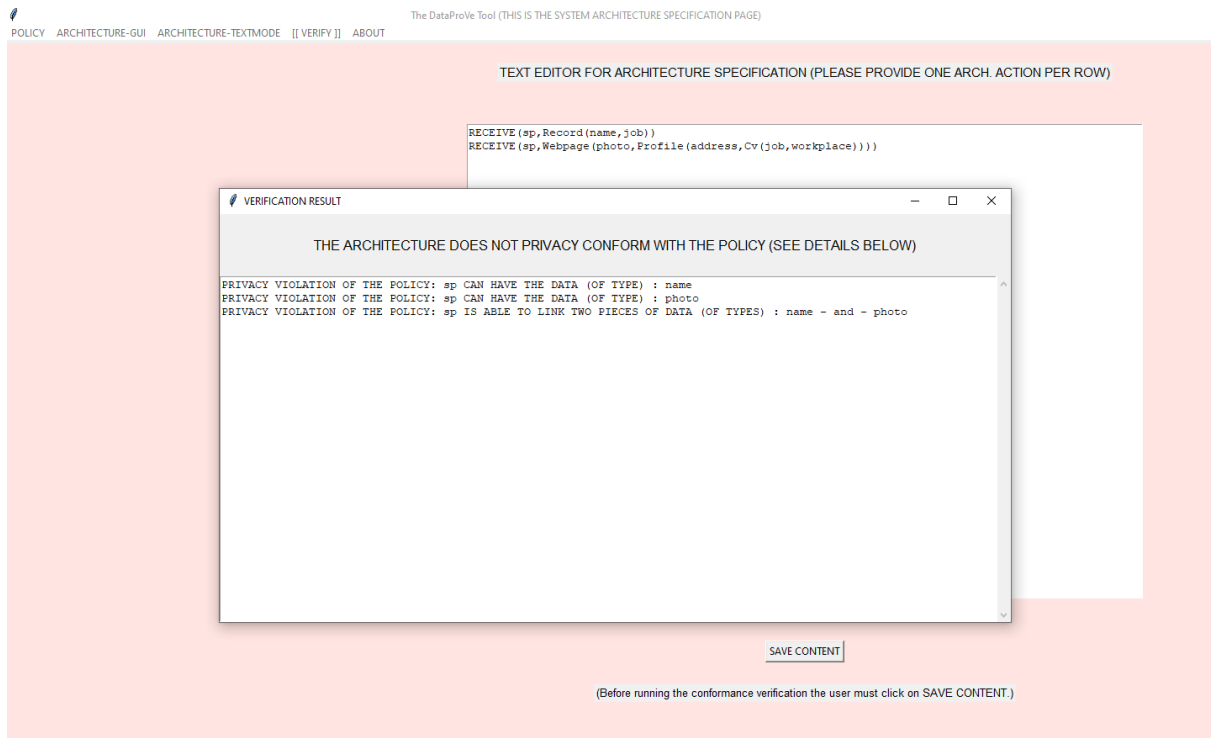 The DataProVe Tool (THIS IS THE SYSTEM ARCHITECTURE SPECIFICATION PAGE)
POLICY ARCHITECTURE-GUI ARCHITECTURE-TEXTMODE [[ VERIFY ]] ABOUT
TEXT EDITOR FOR ARCHITECTURE SPECIFICATION (PLEASE PROVIDE ONE ARCH. ACTION PER ROW)
RECEIVE(sp,Record(name,job))
RECEIVE(sp,Webpage(photo,Profile(address,Cv(job,workplace))))
VERIFICATION RESULT
THE ARCHITECTURE DOES NOT PRIVACY CONFORM WITH THE POLICY (SEE DETAILS BELOW)
PRIVACY VIOLATION OF THE POLICY: sp CAN HAVE THE DATA (OF TYPE) : name
PRIVACY VIOLATION OF THE POLICY: sp CAN HAVE THE DATA (OF TYPE) : photo
PRIVACY VIOLATION OF THE POLICY: sp IS ABLE TO LINK TWO PIECES OF DATA (OF TYPES) : name - and - photo
SAVE CONTENT
(Before running the conformance verification the user must click on SAVE CONTENT.)